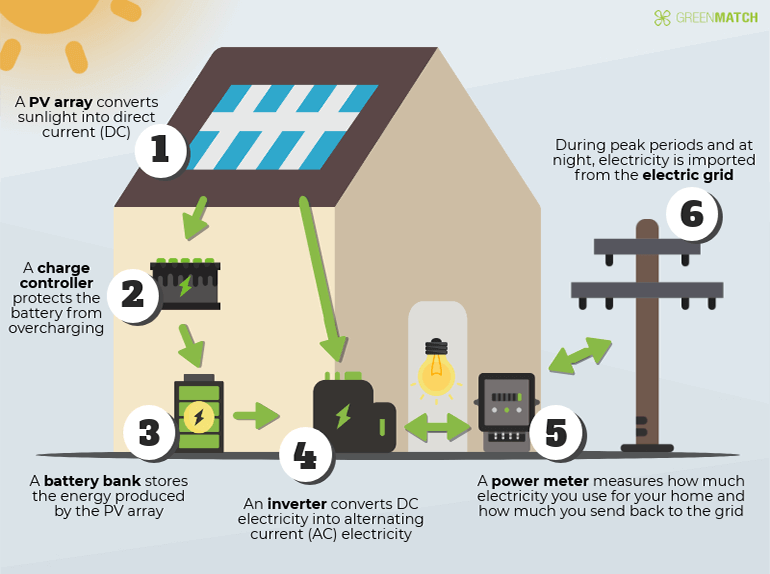 GREENMATCH
A PV array converts
sunlight into direct
current (DC)
1
During peak periods and at
night, electricity is imported
from the electric grid
6
A charge
controller
protects the
battery from
overcharging
2
3
A battery bank stores
the energy produced
by the PV array
4
An inverter converts DC
electricity into alternating
current (AC) electricity
5
A power meter measures how much
electricity you use for your home and
how much you send back to the grid